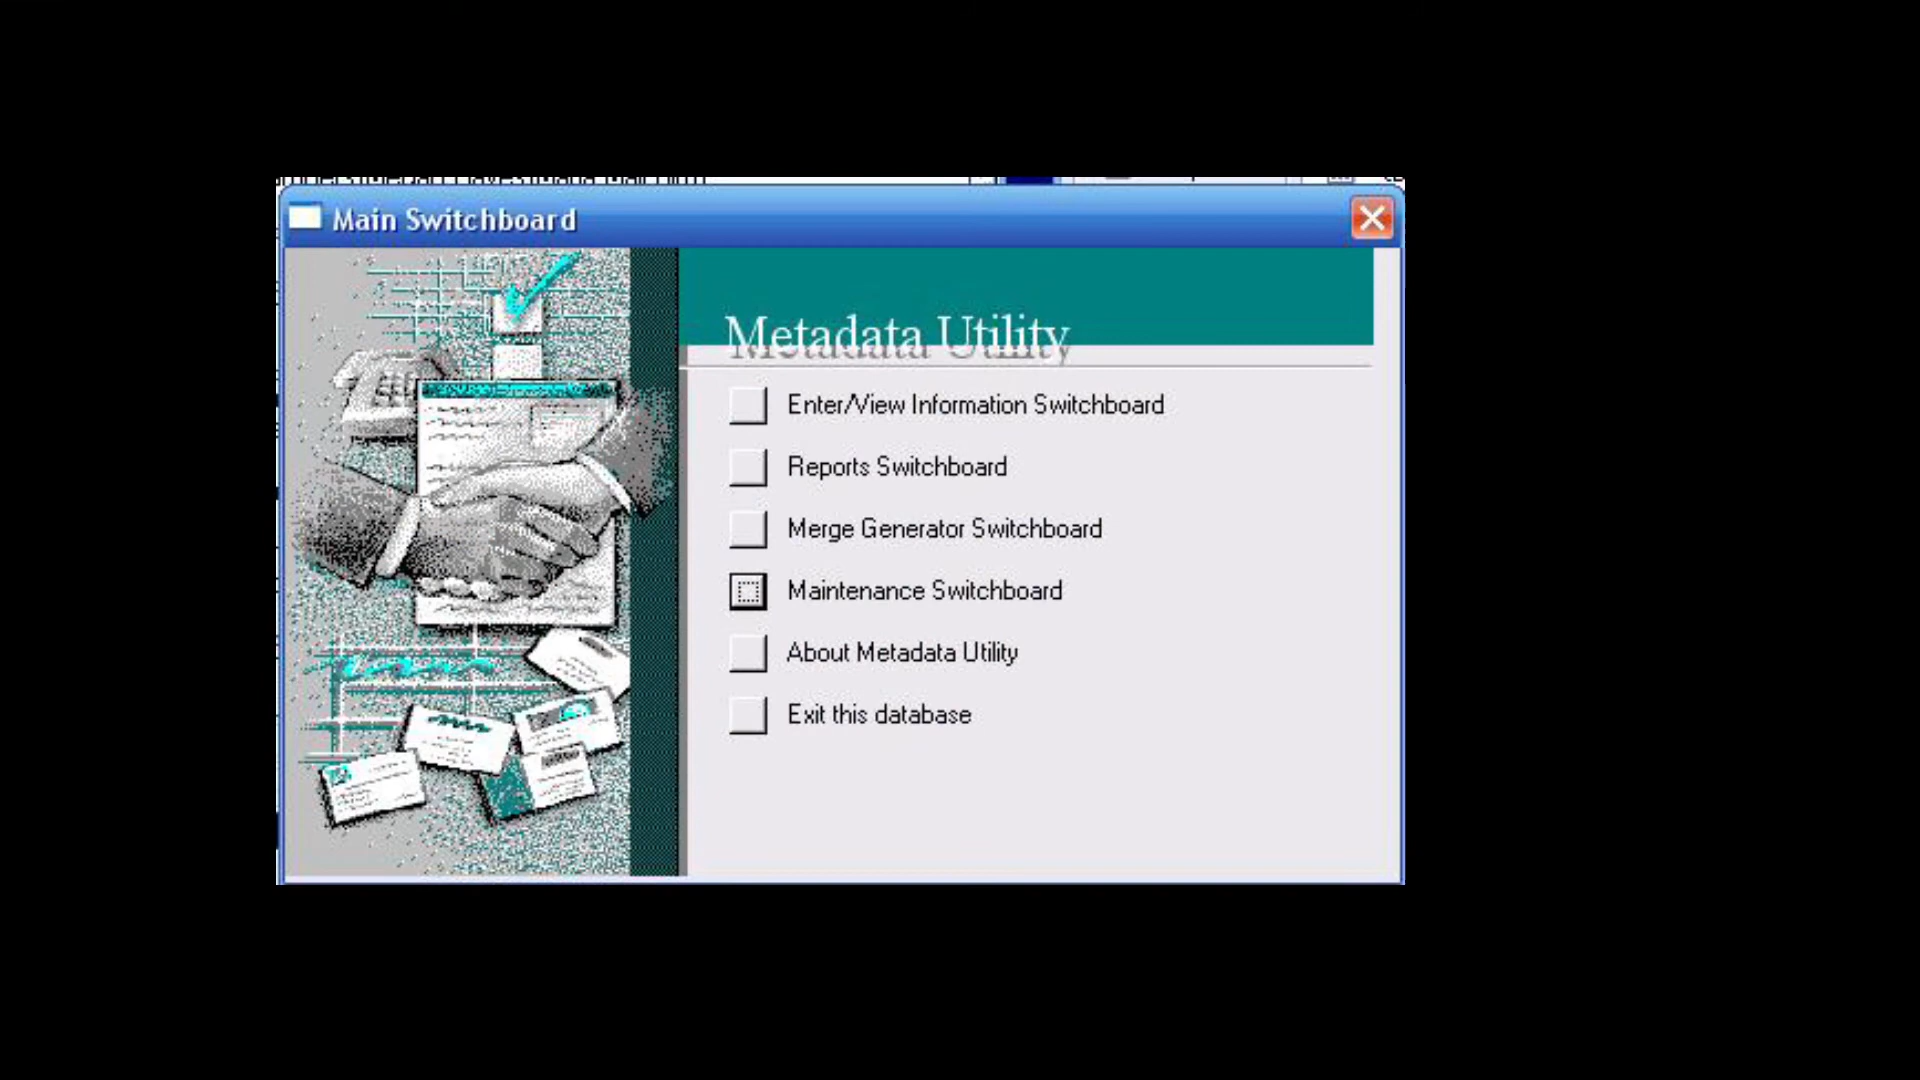 Main Switchboard
Metadata Utility
Enter/View Information Switchboard
Reports Switchboard
Merge Generator Switchboard
Maintenance Switchboard
About Metadata Utility
Exit this database